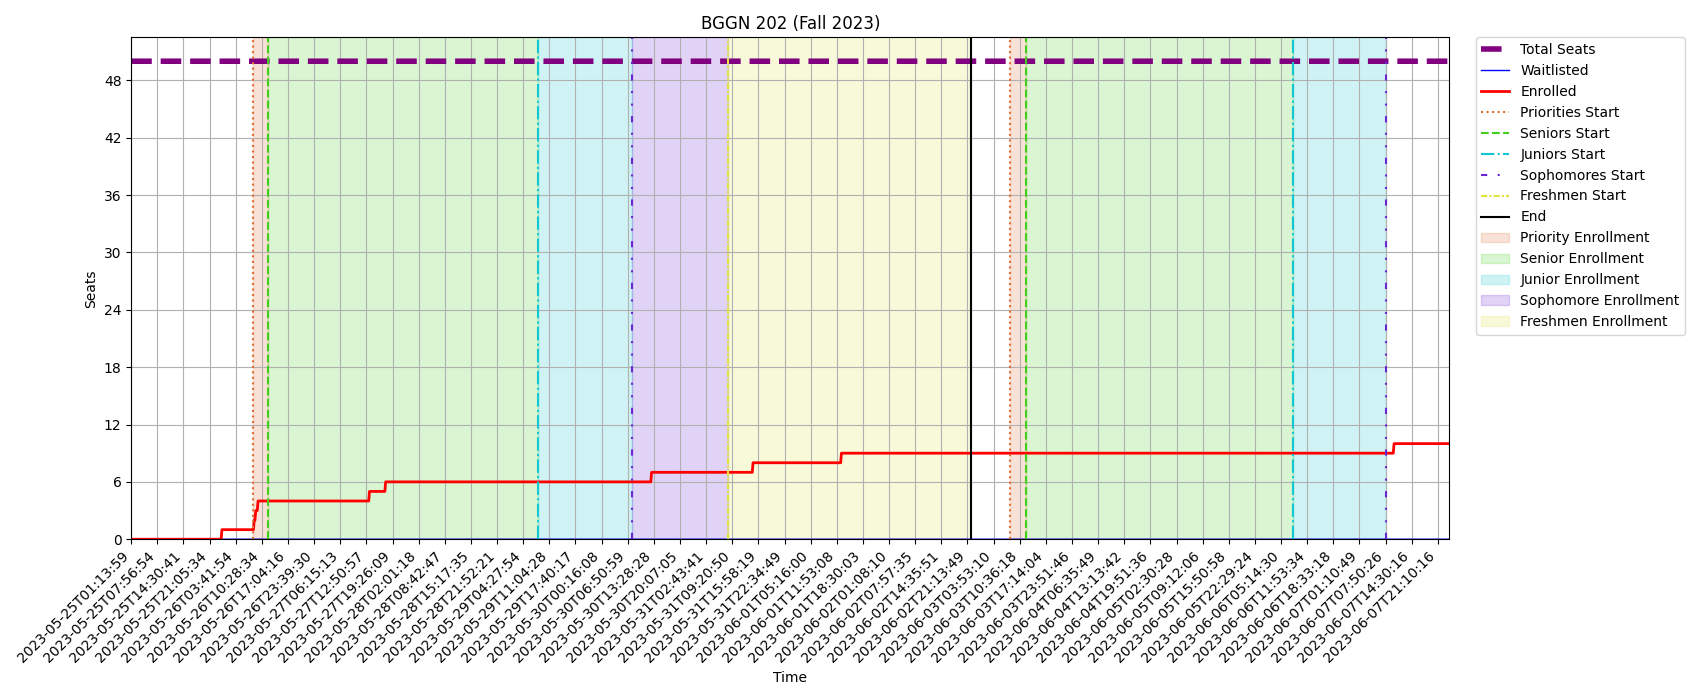 BGGN 202 (Fall 2023)
Total Seats
Waitlisted
Enrolled
Priorities Start
Seniors Start
Juniors Start
Sophomores Start
Freshmen Start
End
Priority Enrollment
Senior Enrollment
Junior Enrollment
Sophomore Enrollment
Freshmen Enrollment
Seats
48
42
36
30
24
18
12
6
0
2023-05-25T01:13:59
2023-05-25T07:56:54
2023-05-25T14:30:41
2023-05-25T21:05:34
2023-05-26T03:41:54
2023-05-26T10:28:34
2023-05-26T17:04:16
2023-05-26T23:39:30
2023-05-27T06:15:13
2023-05-27T12:50:57
2023-05-27T19:26:09
2023-05-28T02:01:18
2023-05-28T08:42:47
2023-05-28T15:17:35
2023-05-28T21:52:21
2023-05-29T04:27:54
2023-05-29T11:04:28
2023-05-29T17:40:17
2023-05-30T00:16:08
2023-05-30T06:50:59
2023-05-30T13:28:28
2023-05-30T20:07:05
2023-05-31T02:43:41
2023-05-31T09:20:50
2023-05-31T15:58:19
2023-05-31T22:34:49
2023-06-01T05:16:00
2023-06-01T11:53:08
2023-06-01T18:30:03
2023-06-02T01:08:10
2023-06-02T07:57:35
2023-06-02T14:35:51
2023-06-02T21:13:49
2023-06-03T03:53:10
2023-06-03T10:36:18
2023-06-03T17:14:04
2023-06-03T23:51:46
2023-06-04T06:35:49
2023-06-04T13:13:42
2023-06-04T19:51:36
2023-06-05T02:30:28
2023-06-05T09:12:06
2023-06-05T15:50:58
2023-06-05T22:29:24
2023-06-06T05:14:30
2023-06-06T11:53:34
2023-06-06T18:33:18
2023-06-07T01:10:49
2023-06-07T07:50:26
2023-06-07T14:30:16
2023-06-07T21:10:16
Time